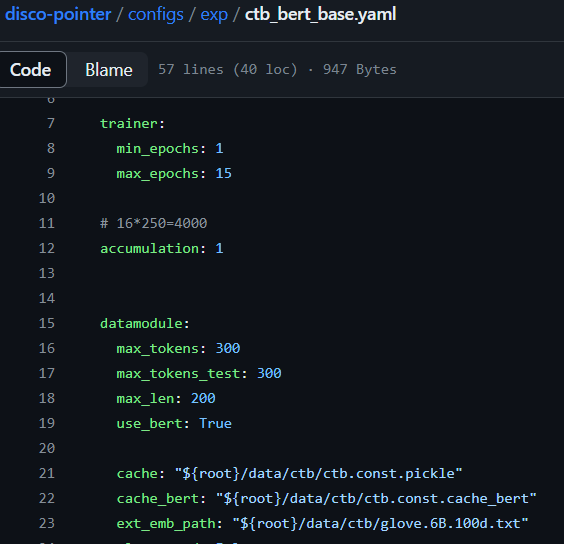 disco-pointer / configs / exp / ctb_bert_base.yaml
Code Blame 57 lines (40 loc) · 947 Bytes
6
7 trainer:
8 min_epochs: 1
9 max_epochs: 15
10
11 # 16*250=4000
12 accumulation: 1
13
14
15 datamodule:
16 max_tokens: 300
17 max_tokens_test: 300
18 max_len: 200
19 use_bert: True
20
21 cache: "${root}/data/ctb/ctb.const.pickle"
22 cache_bert: "${root}/data/ctb/ctb.const.cache_bert"
23 ext_emb_path: "${root}/data/ctb/glove.6B.100d.txt"